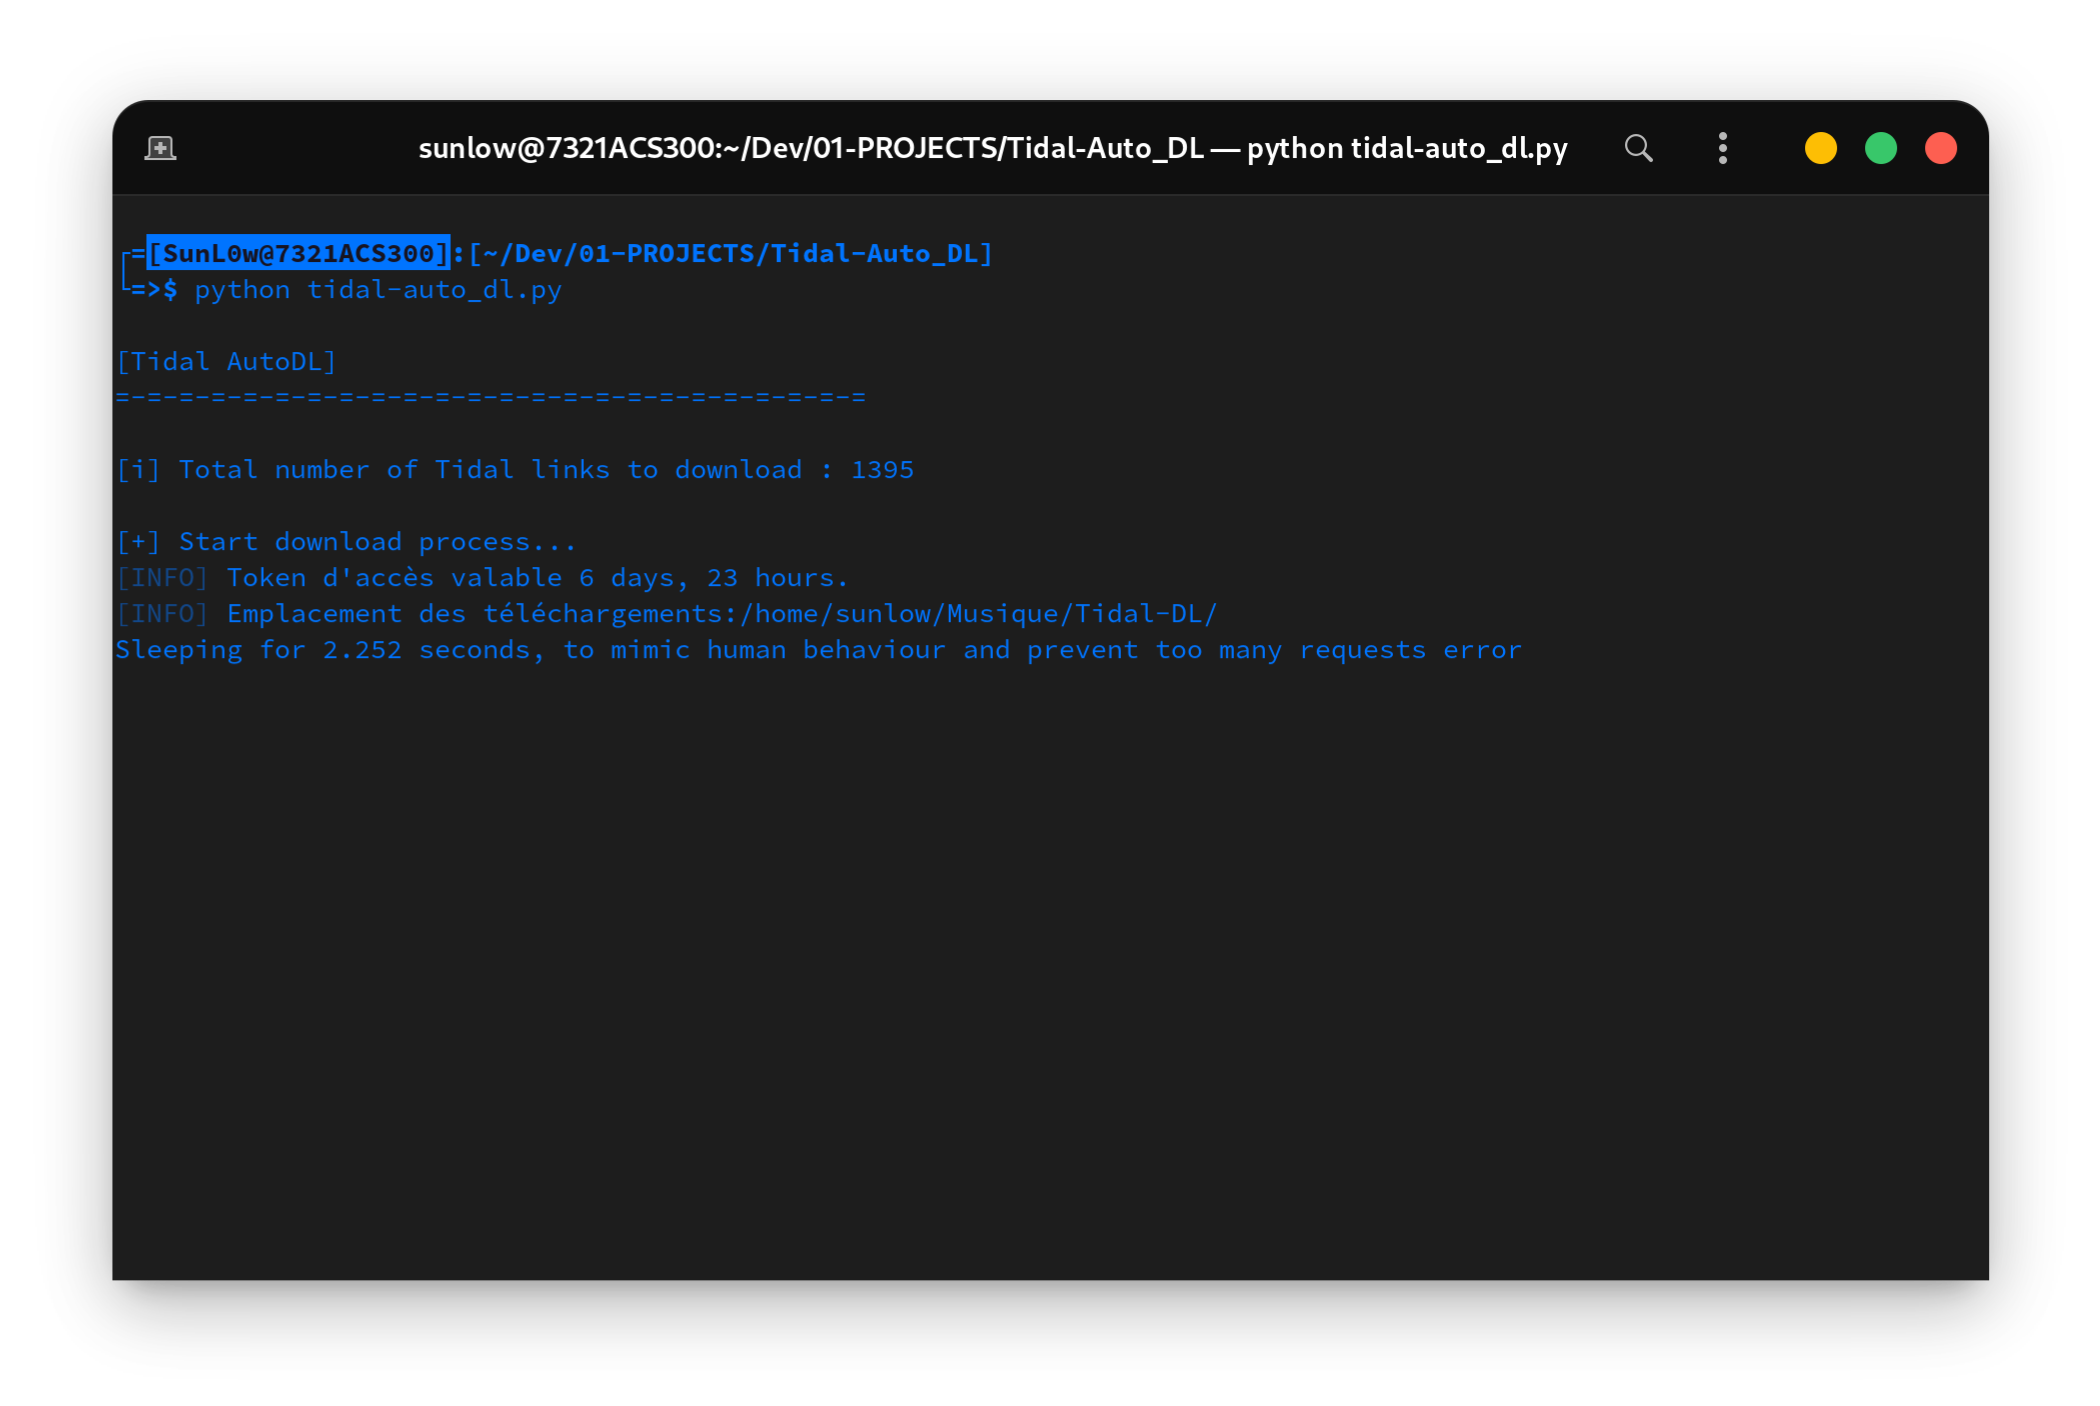 sunlow@7321ACS300:~/Dev/01-PROJECTS/Tidal-Auto_DL — python tidal-auto_dl.py
┌=[SunL0w@7321ACS300]:[~/Dev/01-PROJECTS/Tidal-Auto_DL]
└=>$ python tidal-auto_dl.py
[Tidal AutoDL]
=-=-=-=-=-=-=-=-=-=-=-=-=-=-=-=-=-=-=-=-=-=-=-=
[i] Total number of Tidal links to download : 1395
[+] Start download process...
[INFO] Token d'accès valable 6 days, 23 hours.
[INFO] Emplacement des téléchargements:/home/sunlow/Musique/Tidal-DL/
Sleeping for 2.252 seconds, to mimic human behaviour and prevent too many requests error